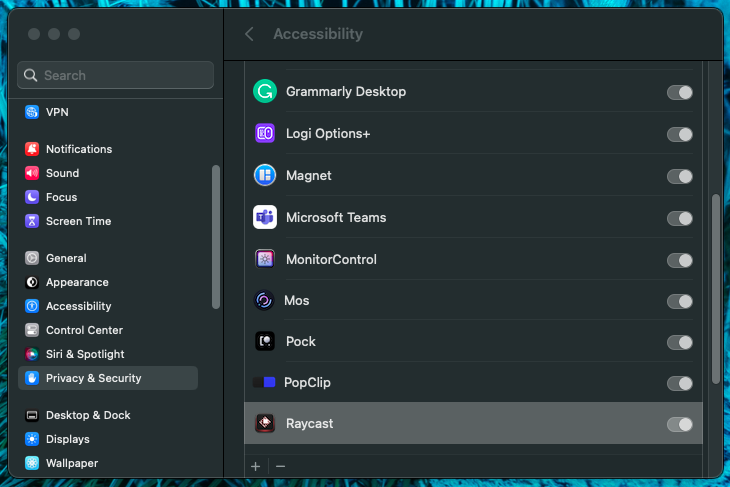 Accessibility
Search
VPN
Notifications
Sound
Focus
Screen Time
General
Appearance
Accessibility
Control Center
Siri & Spotlight
Privacy & Security
Desktop & Dock
Displays
Wallpaper
Grammarly Desktop
Logi Options+
Magnet
Microsoft Teams
MonitorControl
Mos
Pock
PopClip
Raycast